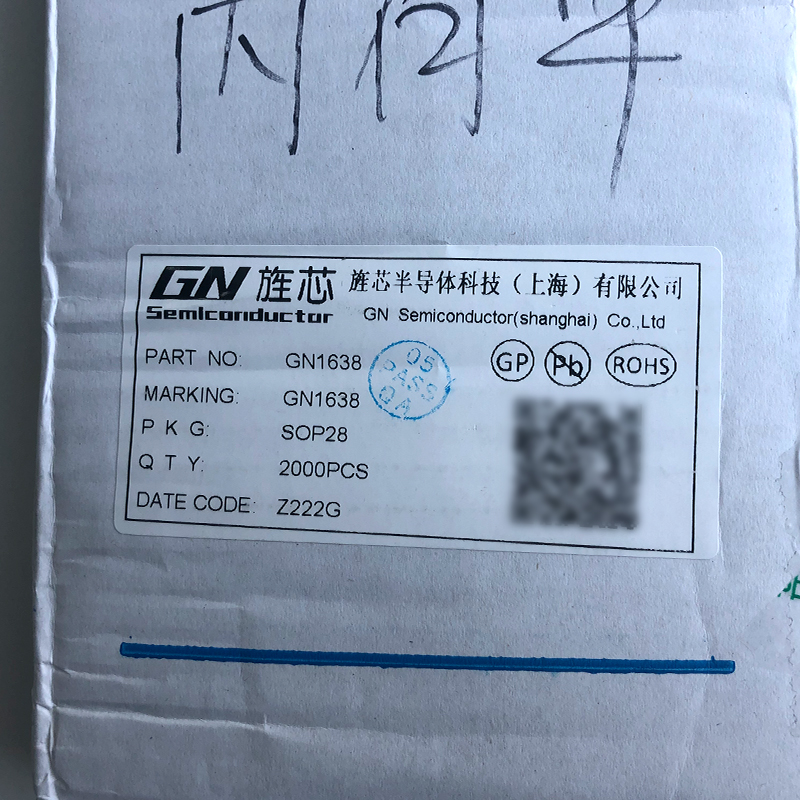 GN 旌芯 旌芯半导体科技（上海）有限公司
Semiconductor GN Semiconductor(shanghai) Co.,Ltd
PART NO: GN1638
MARKING: GN1638
P K G: SOP28
Q T Y: 2000PCS
DATE CODE: Z222G
05
PASS
QA
GP Pb ROHS